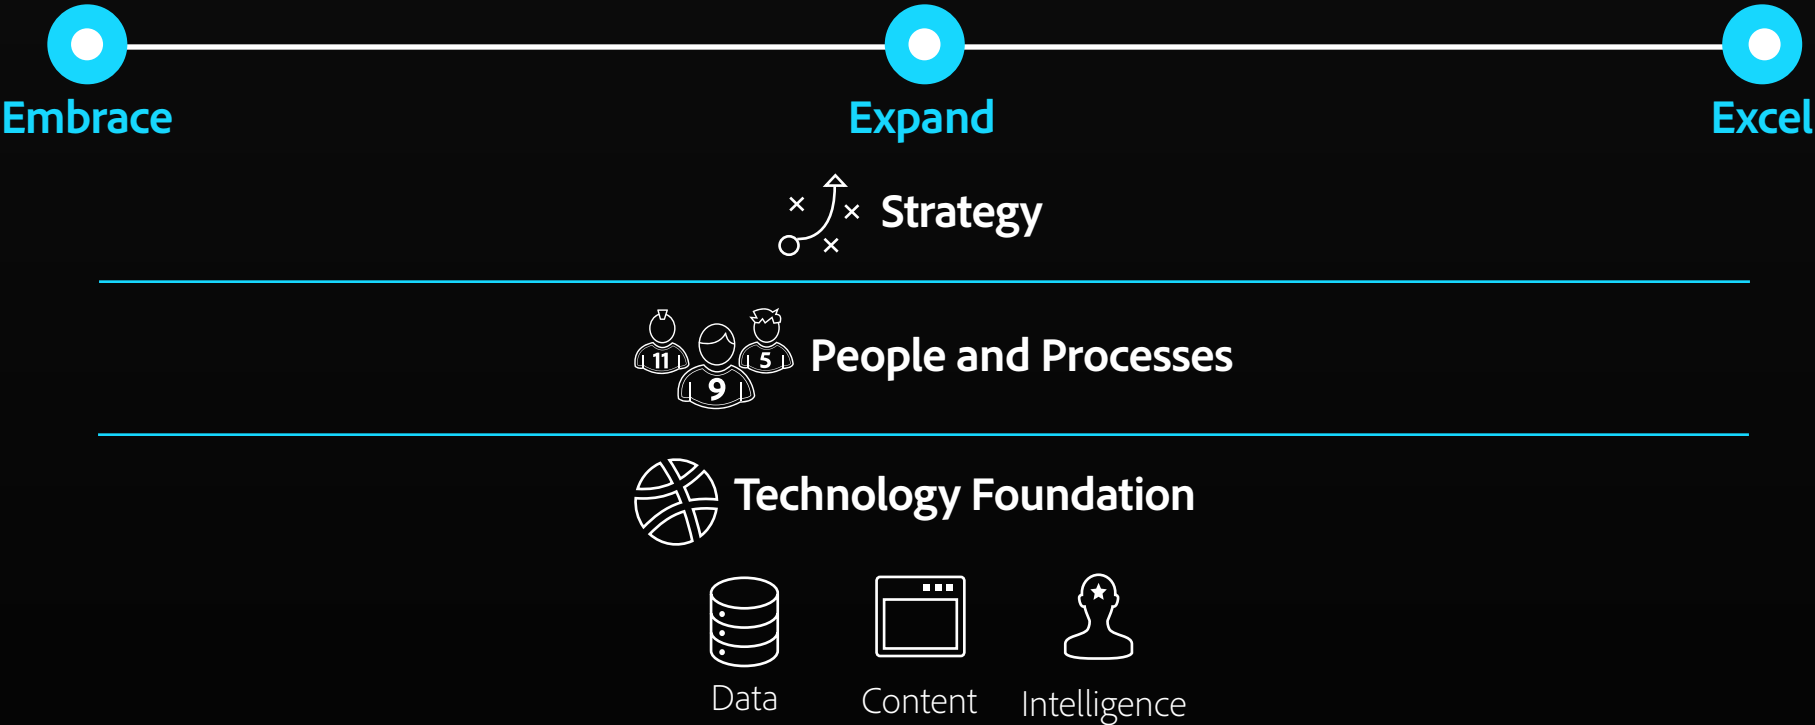 Embrace Expand Excel
Strategy
11 9 5 People and Processes
Technology Foundation
Data Content Intelligence